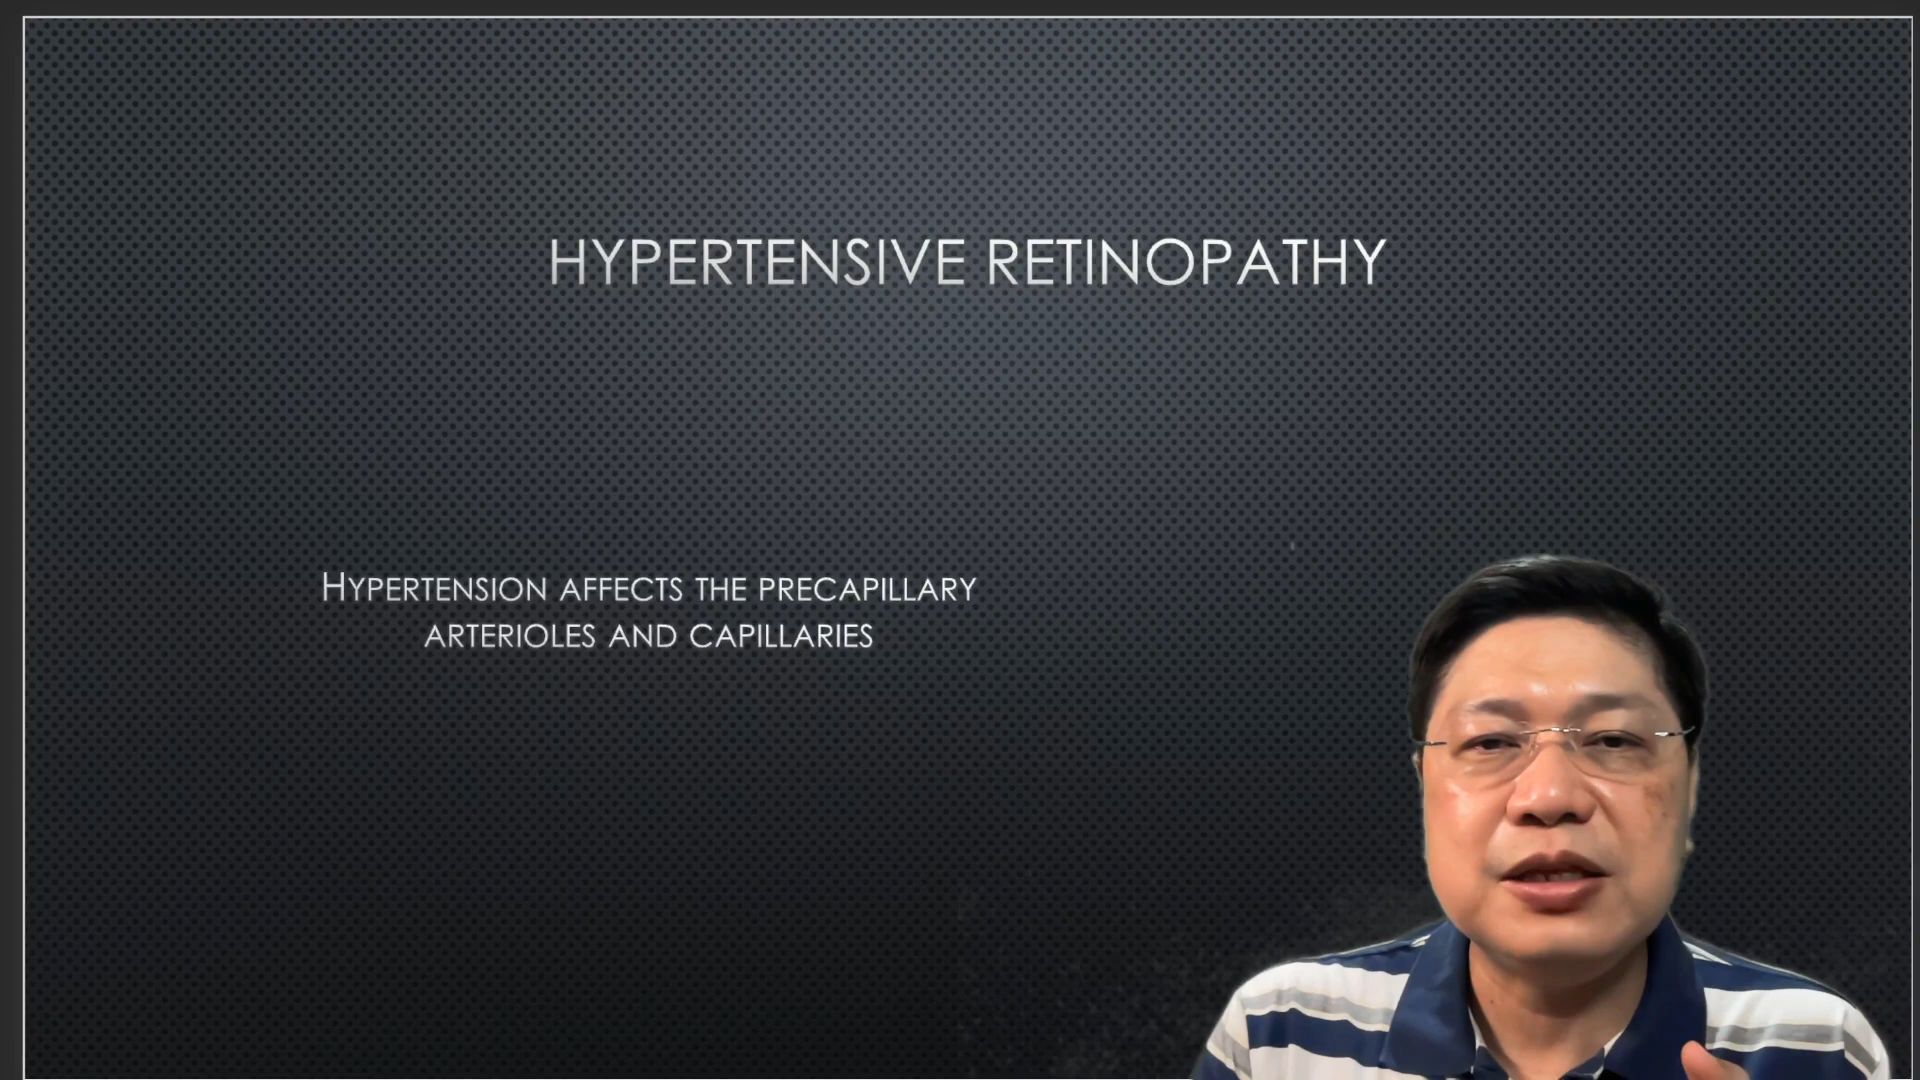 HYPERTENSIVE RETINOPATHY
HYPERTENSION AFFECTS THE PRECAPILLARY
ARTERIOLES AND CAPILLARIES